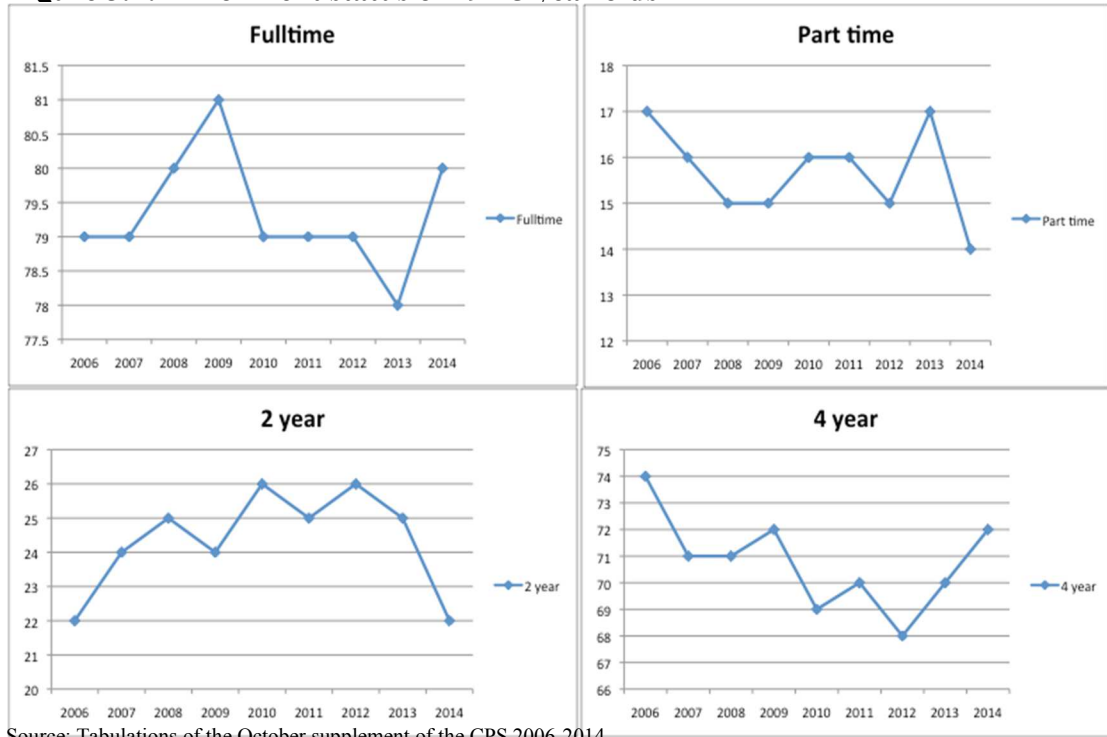 Fulltime
81.5
81
80.5
80
79.5
79
78.5
78
77.5
2006 2007 2008 2009 2010 2011 2012 2013 2014
Fulltime
Part time
18
17
16
15
14
13
12
2006 2007 2008 2009 2010 2011 2012 2013 2014
Part time
2 year
27
26
25
24
23
22
21
20
2006 2007 2008 2009 2010 2011 2012 2013 2014
2 year
4 year
75
74
73
72
71
70
69
68
67
66
2006 2007 2008 2009 2010 2011 2012 2013 2014
4 year
Source: Tabulations of the October supplement of the CPS 2006-2014